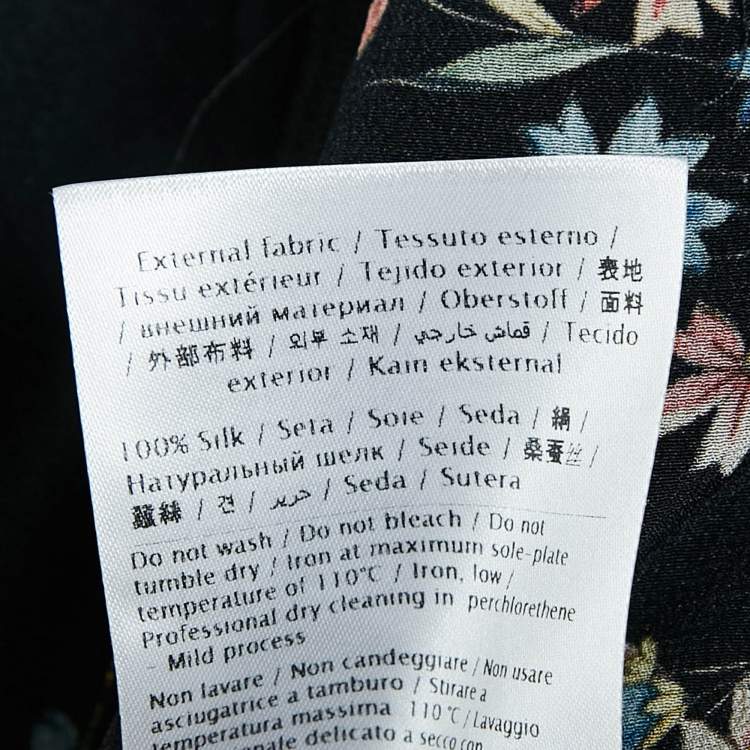 External fabric / Tessuto esterno /
Tissu extérieur / Tejido exterior / 表地
/ внешний материал / Oberstoff / 面料
/ 外部布料 / 외부 소재 / قماش خارجي / Tecido
exterior / Kain eksternal
100% Silk / Seta / Soie / Seda / 絹 /
Натуральный шелк / Seide / 桑蚕丝 /
蠶絲 / 견 / حرير / Seda / Sutera
Do not wash / Do not bleach / Do not
tumble dry / Iron at maximum sole-plate
temperature of 110°C / Iron, low /
Professional dry cleaning in perchlorethene
- Mild process
Non lavare / Non candeggiare / Non usare
asciugatrice a tamburo / Stirare a
temperatura massima 110 °C / Lavaggio
delicato a secco con